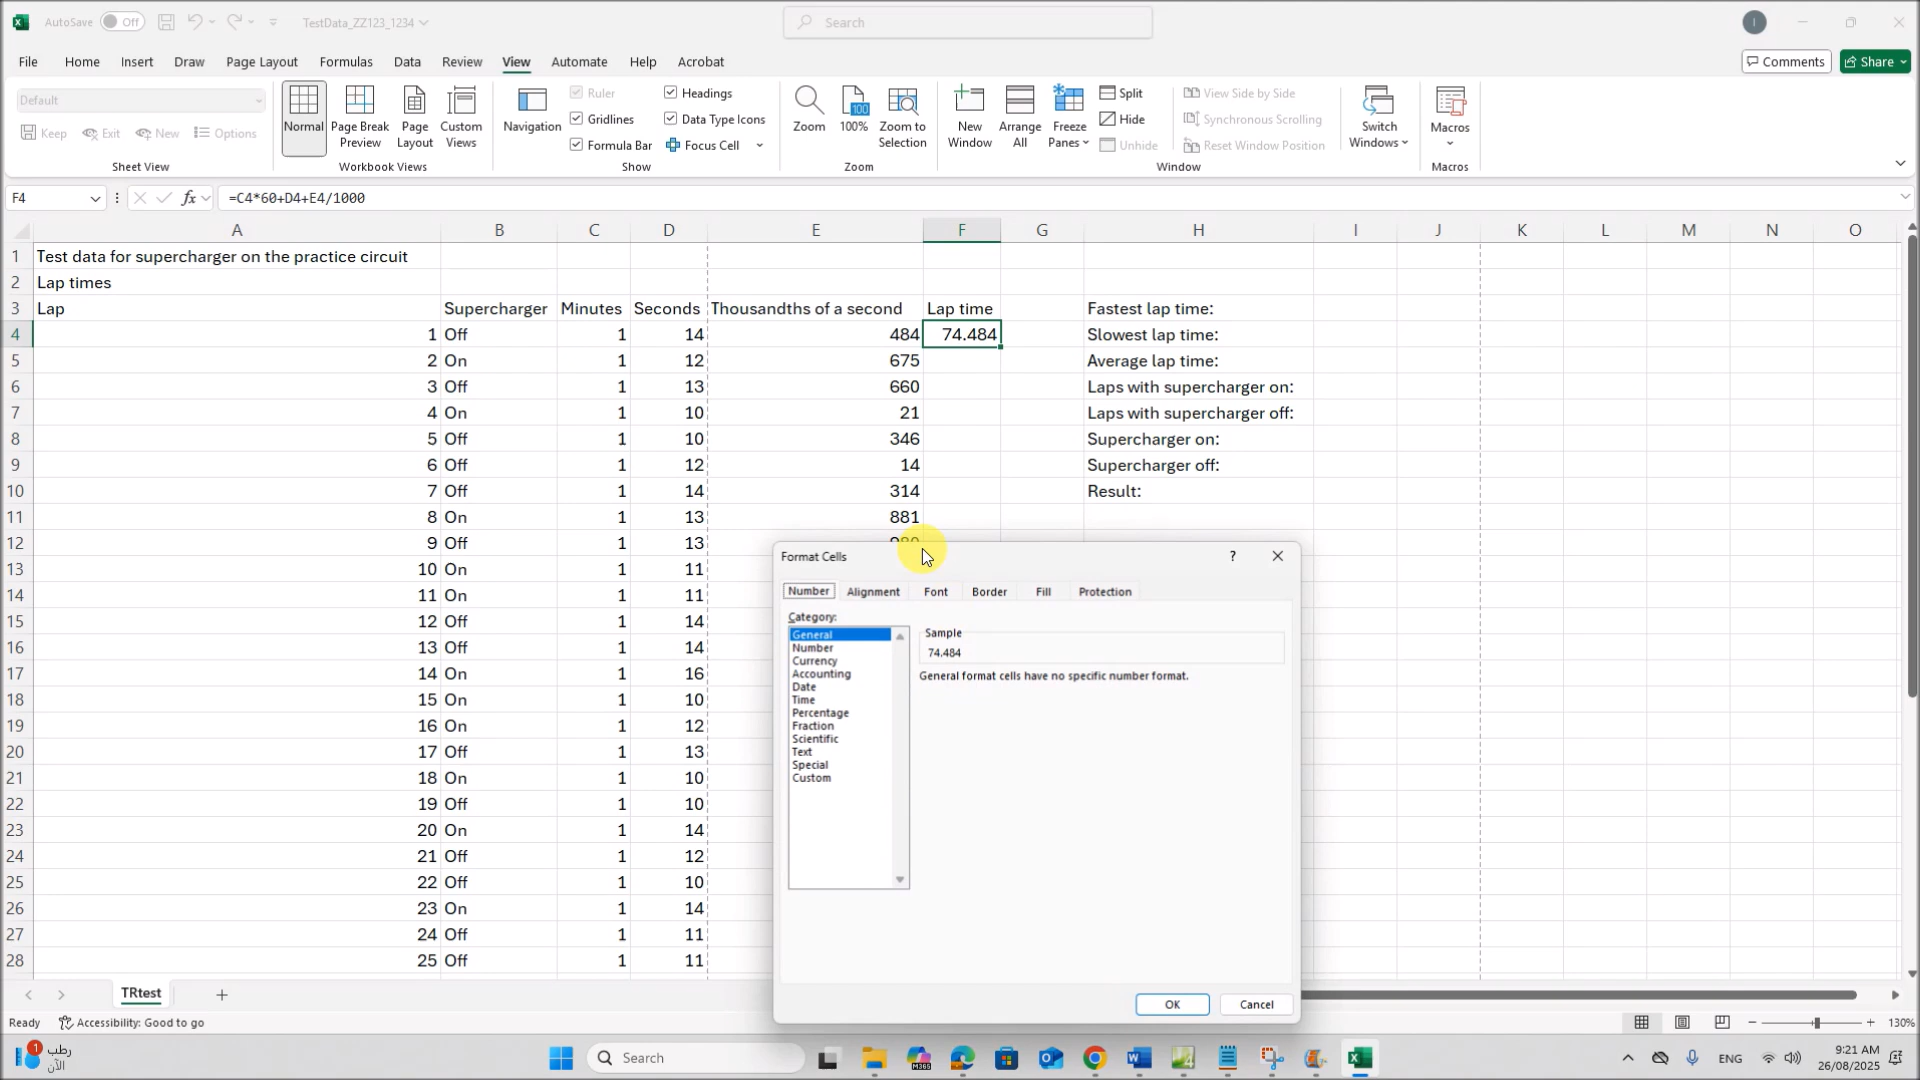 AutoSave Off TestData_ZZ123_1234 Search I
File Home Insert Draw Page Layout Formulas Data Review View Automate Help Acrobat Comments Share
Default
Keep Exit New Options
Sheet View
Normal Page Break Preview Page Layout Custom Views
Workbook Views
Navigation Ruler Headings
Gridlines Data Type Icons
Formula Bar Focus Cell
Show
Zoom 100% Zoom to Selection
Zoom
New Window Arrange All Freeze Panes
Split View Side by Side
Hide Synchronous Scrolling
Unhide Reset Window Position
Switch Windows
Window
Macros
Macros
F4 fx =C4*60+D4+E4/1000
A B C D E F G H I J K L M N O
1 Test data for supercharger on the practice circuit
2 Lap times
3 Lap Supercharger Minutes Seconds Thousandths of a second Lap time Fastest lap time:
4 1 Off 1 14 484 74.484 Slowest lap time:
5 2 On 1 12 675 Average lap time:
6 3 Off 1 13 660 Laps with supercharger on:
7 4 On 1 10 21 Laps with supercharger off:
8 5 Off 1 10 346 Supercharger on:
9 6 Off 1 12 14 Supercharger off:
10 7 Off 1 14 314 Result:
11 8 On 1 13 881
12 9 Off 1 13
13 10 On 1 11
14 11 On 1 11
15 12 Off 1 14
16 13 Off 1 14
17 14 On 1 16
18 15 On 1 10
19 16 On 1 12
20 17 Off 1 13
21 18 On 1 10
22 19 Off 1 10
23 20 On 1 14
24 21 Off 1 12
25 22 Off 1 10
26 23 On 1 14
27 24 Off 1 11
28 25 Off 1 11
Format Cells ?
Number Alignment Font Border Fill Protection
Category:
General
Number
Currency
Accounting
Date
Time
Percentage
Fraction
Scientific
Text
Special
Custom
Sample
74.484
General format cells have no specific number format.
OK Cancel
TRtest
Ready Accessibility: Good to go 130%
1 رطب
الآن
Search
M365
ENG
9:21 AM
26/08/2025